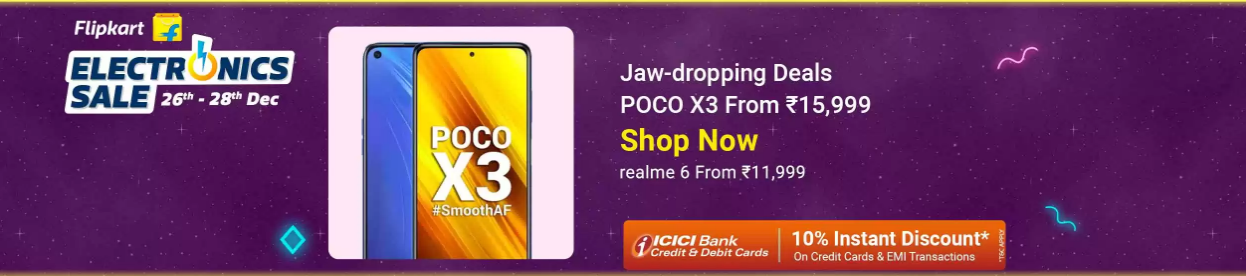 Flipkart
ELECTRONICS
SALE 26th - 28th Dec
POCO
X3
#SmoothAF
Jaw-dropping Deals
POCO X3 From ₹15,999
Shop Now
realme 6 From ₹11,999
ICICI Bank
Credit & Debit Cards
10% Instant Discount*
On Credit Cards & EMI Transactions
*T&C APPLY